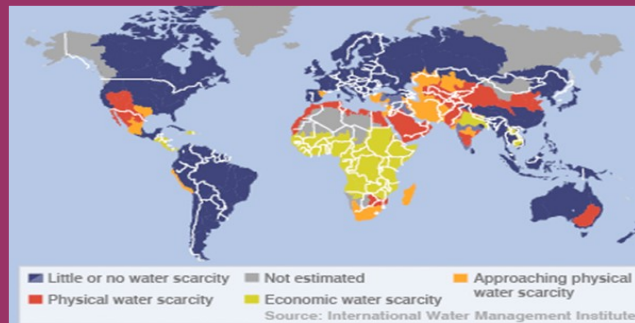 Little or no water scarcity Not estimated Approaching physical
water scarcity
Physical water scarcity Economic water scarcity
Source: International Water Management Institute